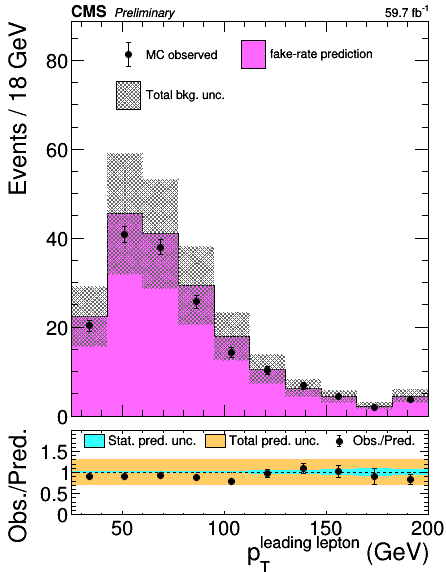 CMS Preliminary 59.7 fb⁻¹
Events / 18 GeV
MC observed
fake-rate prediction
Total bkg. unc.
80
60
40
20
0
Obs./Pred.
Stat. pred. unc. Total pred. unc. Obs./Pred.
1.5
1
0.5
0
50 100 150 200
p_T^leading lepton (GeV)